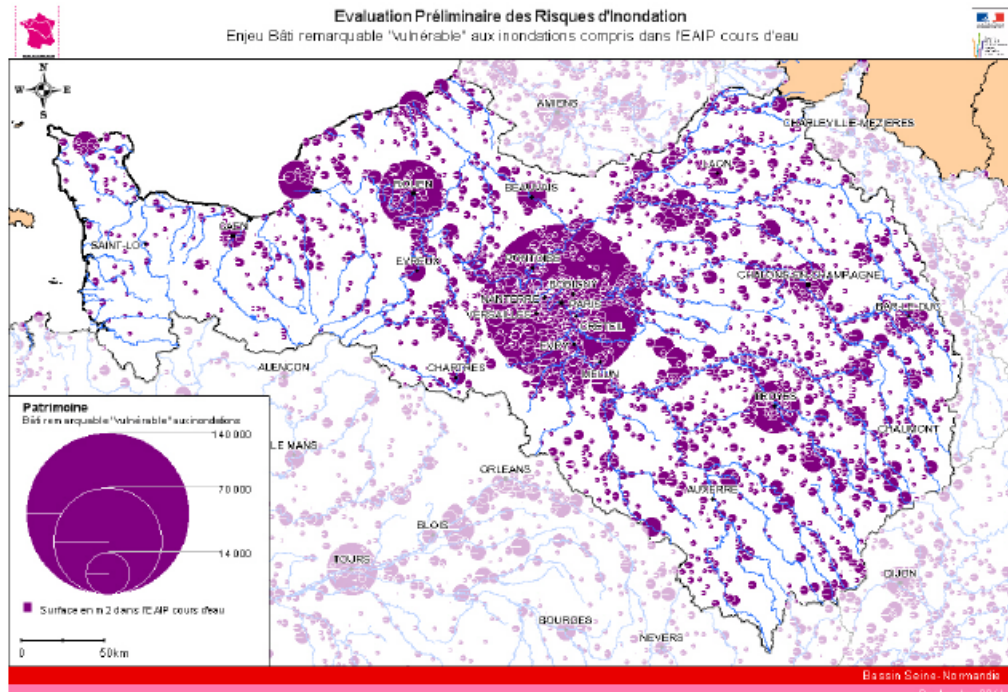 Evaluation Préliminaire des Risques d'Inondation
Enjeu Bâti remarquable "vulnérable" aux inondations compris dans l'EAIP cours d'eau
N
W E
S
AMIENS
CHARLEVILLE-MEZIERES
LAON
ROUEN
BEAUVAIS
CAEN
SAINT-LO
EVREUX
PONTOISE
BOBIGNY
CHALONS-EN-CHAMPAGNE
NANTERRE
PARIS
BAR-LE-DUC
VERSAILLES
CRETEIL
EVRY
MELUN
ALENCON
CHARTRES
TROYES
CHAUMONT
LE MANS
ORLEANS
AUXERRE
BLOIS
TOURS
DIJON
BOURGES
NEVERS
Patrimoine
Bâti remarquable "vulnérable" aux inondations
140 000
70 000
14 000
Surface en m2 dans l'EAIP cours d'eau
0 50km
Bassin Seine-Normandie